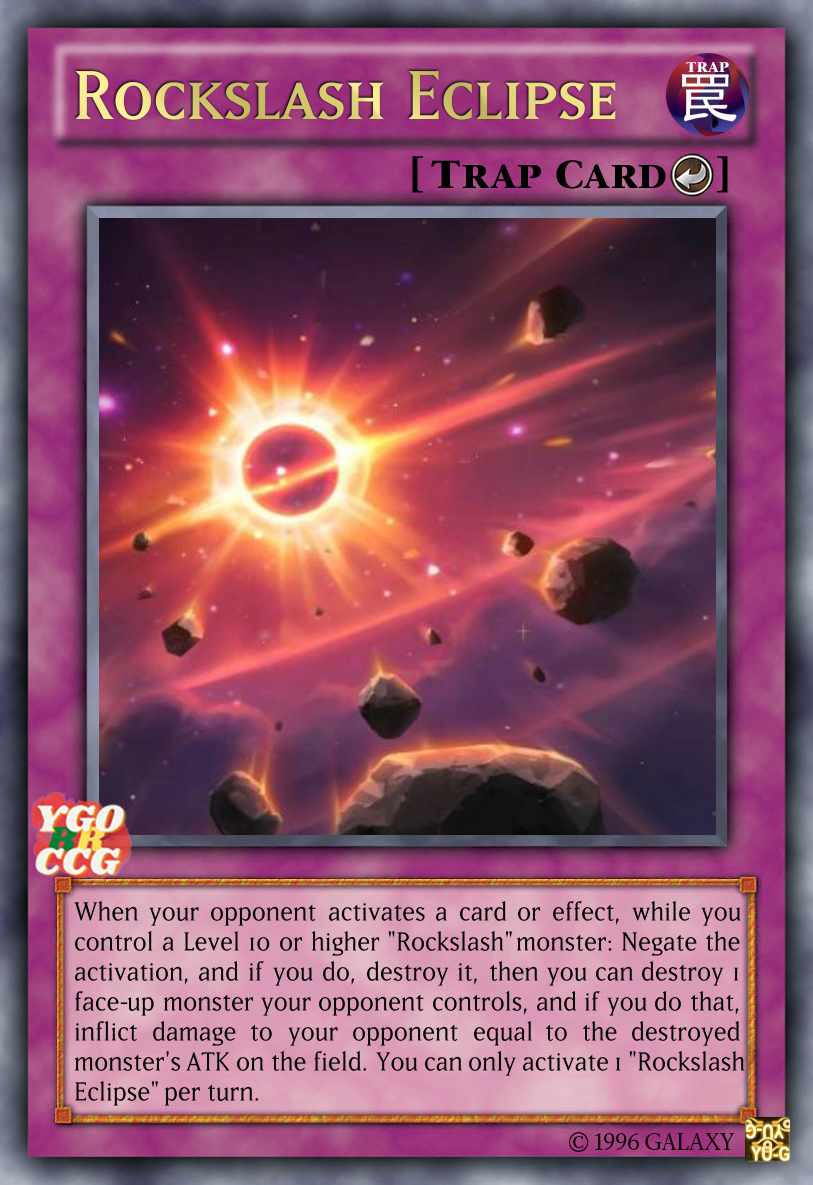 Rockslash Eclipse
TRAP
罠
[Trap Card]
YGO
RR
CCG
When your opponent activates a card or effect, while you
control a Level 10 or higher "Rockslash" monster: Negate the
activation, and if you do, destroy it, then you can destroy 1
face-up monster your opponent controls, and if you do that,
inflict damage to your opponent equal to the destroyed
monster's ATK on the field. You can only activate 1 "Rockslash
Eclipse" per turn.
© 1996 GALAXY